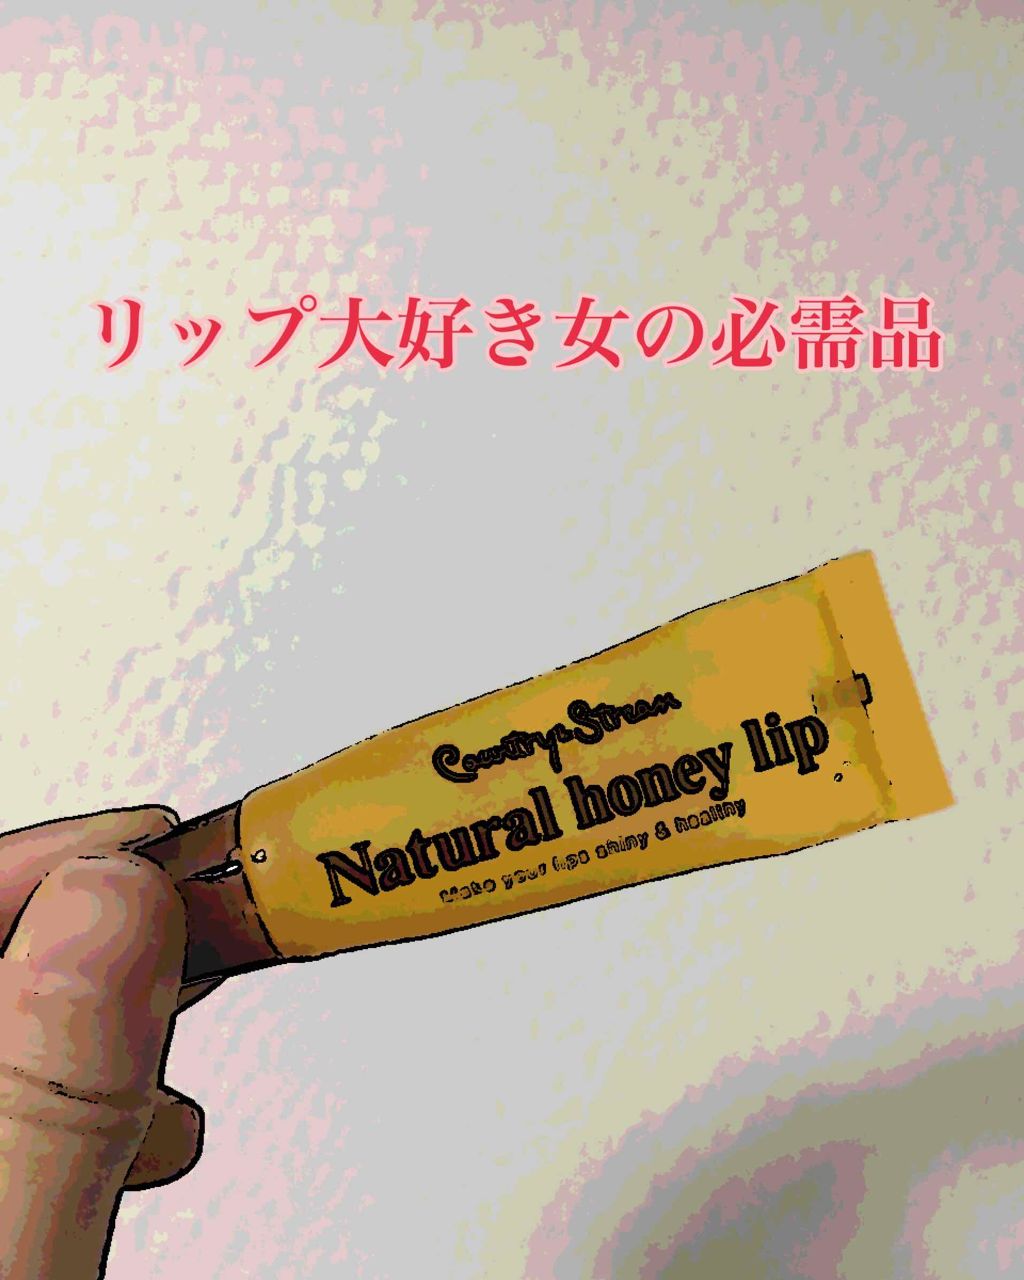 リップ大好き女の必需品
Country & Stream
Natural honey lip
Make your lips shiny & healthy